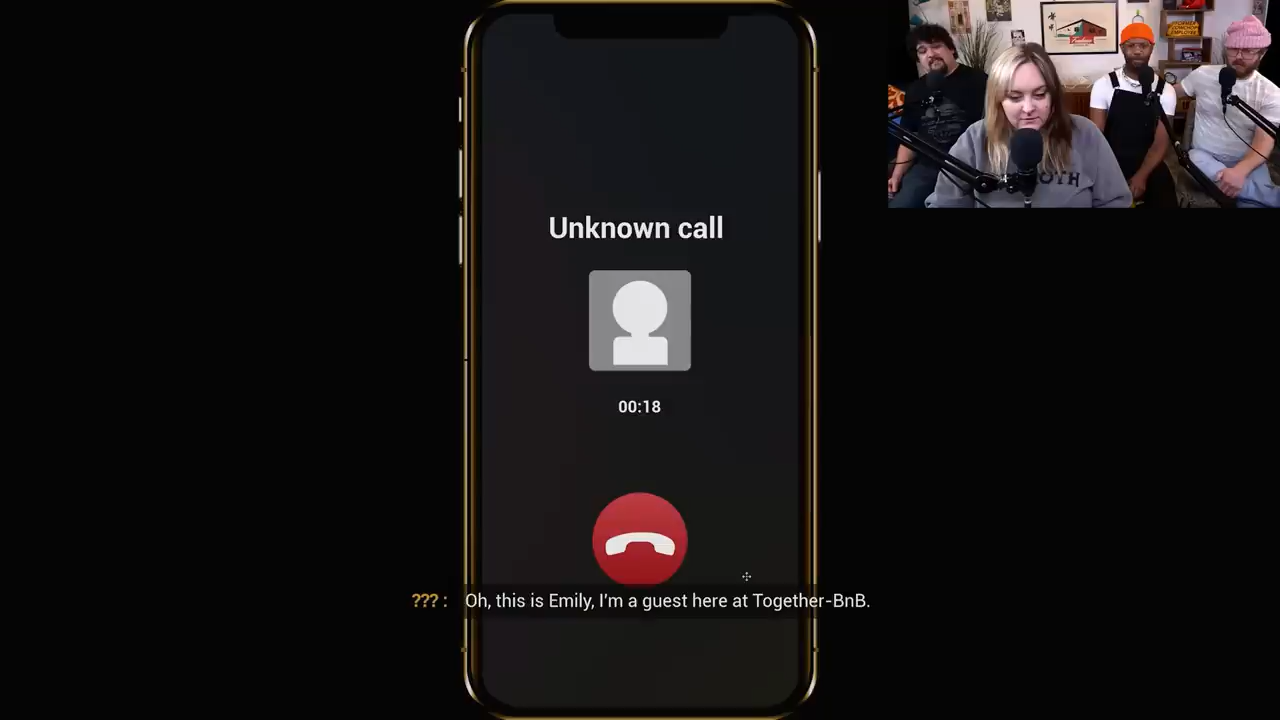 Unknown call
00:18
??? : Oh, this is Emily, I'm a guest here at Together-BnB.